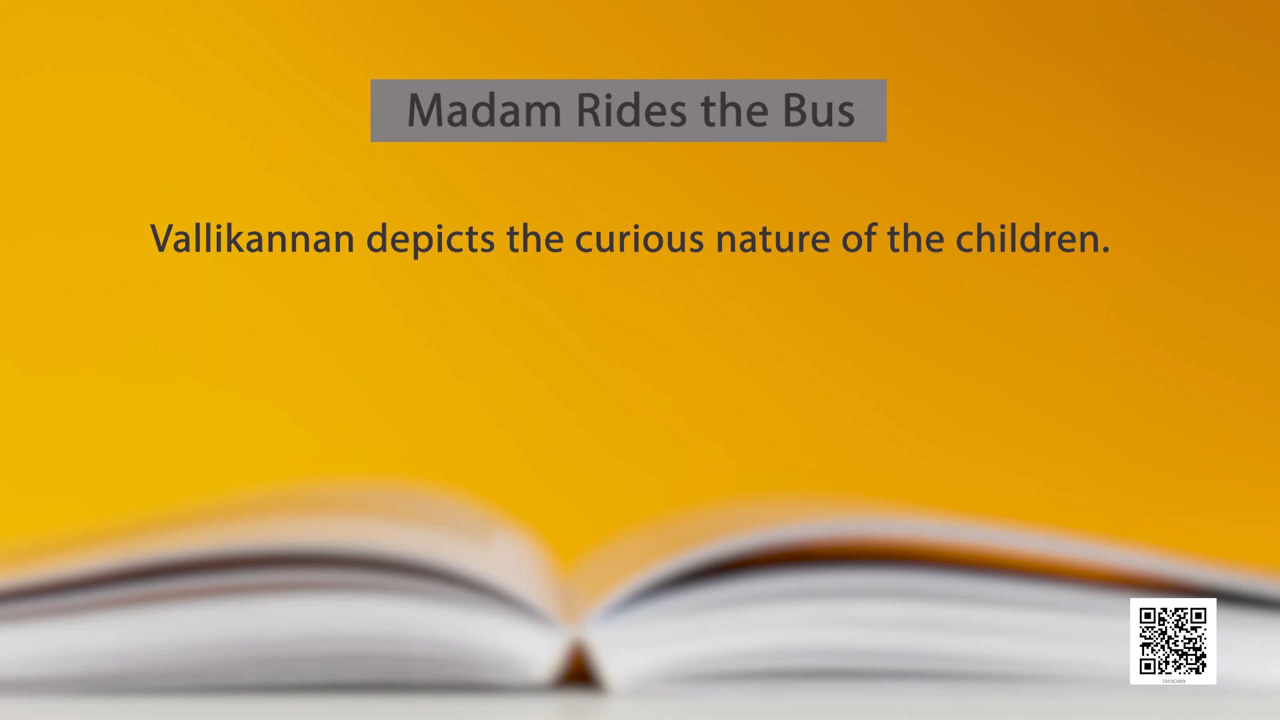 Madam Rides the Bus
Vallikannan depicts the curious nature of the children.